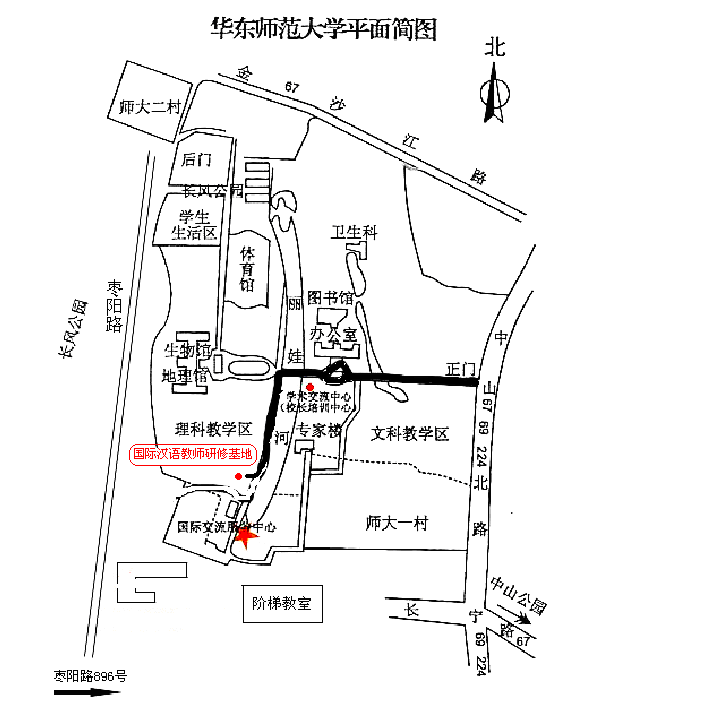 华东师范大学平面简图
北
金沙江路
67
师大二村
后门
长风公园
学生
生活区
体育馆
卫生科
图书馆
办公室
枣阳路
长风公园
生物馆
地理馆
正门
学术交流中心
(校长培训中心)
理科教学区
专家楼
文科教学区
姓河
国际汉语教师研修基地
中山北路
67
69
224
国际交流服务中心
师大一村
阶梯教室
中山公园
长宁路
67
69
224
枣阳路896号